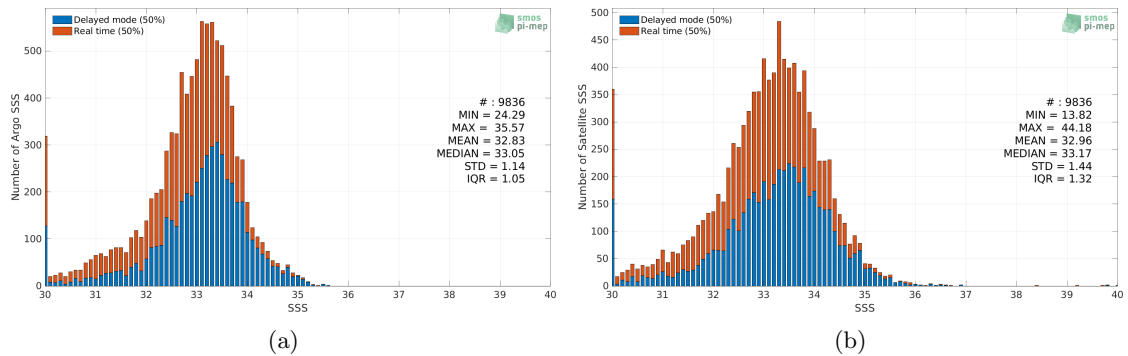 Delayed mode (50%)
Real time (50%)
smos
pi-mep
Number of Argo SSS
500
400
300
200
100
0
# : 9836
MIN = 24.29
MAX = 35.57
MEAN = 32.83
MEDIAN = 33.05
STD = 1.14
IQR = 1.05
30 31 32 33 34 35 36 37 38 39 40
SSS
(a)
Delayed mode (50%)
Real time (50%)
smos
pi-mep
Number of Satellite SSS
500
450
400
350
300
250
200
150
100
50
0
# : 9836
MIN = 13.82
MAX = 44.18
MEAN = 32.96
MEDIAN = 33.17
STD = 1.44
IQR = 1.32
30 31 32 33 34 35 36 37 38 39 40
SSS
(b)